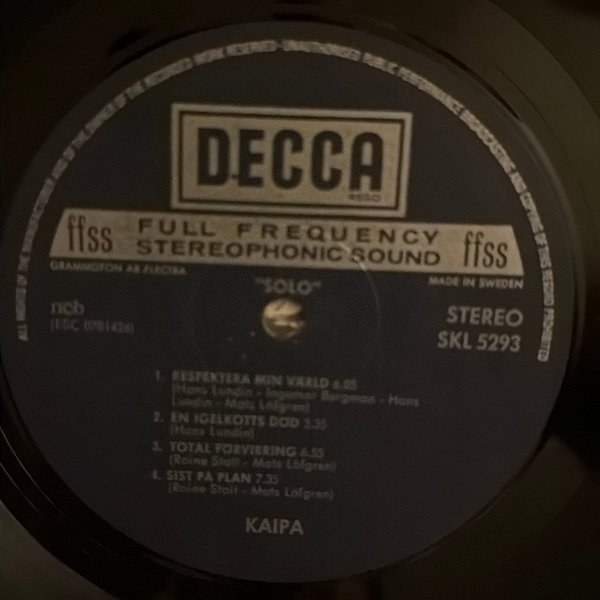 DECCA
REGD
ffss FULL FREQUENCY STEREOPHONIC SOUND ffss
GRAMMOFON AB ELECTRA
MADE IN SWEDEN
"SOLO"
ncb
STEREO
SKL 5293
1. RESPEKTERA MIN VÄRLD
(Hans Lundin - Ingemar Bergman - Hans
Lundin - Mats Löfgren)
2. EN IGELKOTTS DÖD 3.35
(Hans Lundin)
3. TOTAL FÖRVIRRING 6.55
(Roine Stolt - Mats Löfgren)
4. SIST PÅ PLAN 7.35
(Roine Stolt - Mats Löfgren)
KAIPA